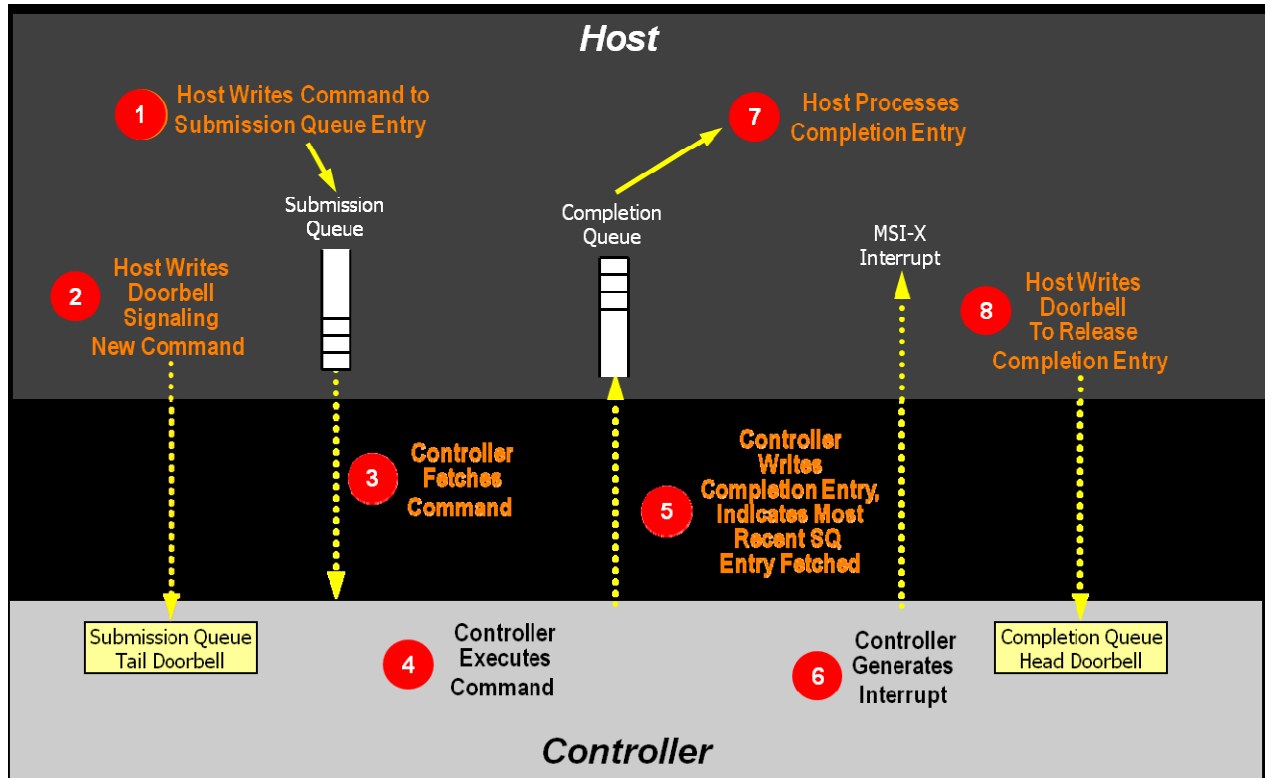 Host
1
Host Writes Command to
Submission Queue Entry
7
Host Processes
Completion Entry
Submission
Queue
Completion
Queue
MSI-X
Interrupt
2
Host Writes
Doorbell
Signaling
New Command
8
Host Writes
Doorbell
To Release
Completion Entry
3
Controller
Fetches
Command
5
Controller
Writes
Completion Entry,
Indicates Most
Recent SQ
Entry Fetched
Submission Queue
Tail Doorbell
4
Controller
Executes
Command
6
Controller
Generates
Interrupt
Completion Queue
Head Doorbell
Controller